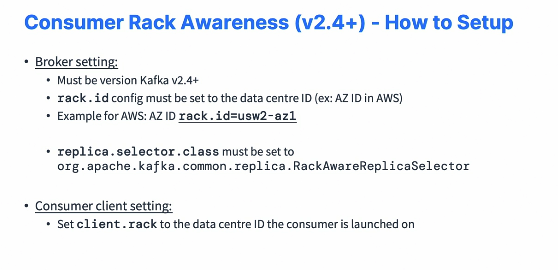 Consumer Rack Awareness (v2.4+) - How to Setup
• Broker setting:
• Must be version Kafka v2.4+
• rack.id config must be set to the data centre ID (ex: AZ ID in AWS)
• Example for AWS: AZ ID rack.id=usw2-az1
• replica.selector.class must be set to
org.apache.kafka.common.replica.RackAwareReplicaSelector
• Consumer client setting:
• Set client.rack to the data centre ID the consumer is launched on